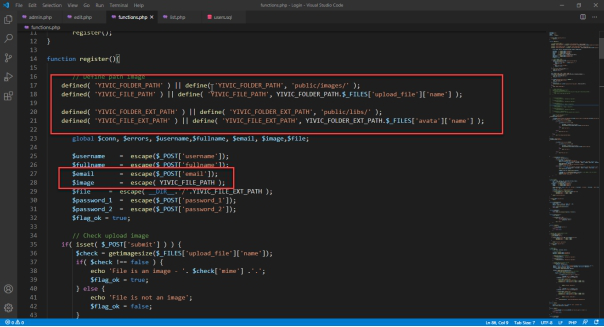 File Edit Selection View Go Run Terminal Help functions.php - Login - Visual Studio Code
admin.php edit.php functions.php list.php users.sql
functions.php
11 register();
12 }
13
14 function register(){
15
16 // Define path image
17 defined( 'YIVIC_FOLDER_PATH' ) || define( 'YIVIC_FOLDER_PATH', 'public/images/' );
18 defined( 'YIVIC_FILE_PATH' ) || define( 'YIVIC_FILE_PATH', YIVIC_FOLDER_PATH.$_FILES['upload_file']['name'] );
19
20 defined( 'YIVIC_FOLDER_EXT_PATH' ) || define( 'YIVIC_FOLDER_EXT_PATH', 'public/libs/' );
21 defined( 'YIVIC_FILE_EXT_PATH' ) || define( 'YIVIC_FILE_EXT_PATH', YIVIC_FOLDER_EXT_PATH.$_FILES['avata']['name'] );
22
23 global $conn, $errors, $username,$fullname, $email, $image,$file;
24
25 $username = escape($_POST['username']);
26 $fullname = escape($_POST['fullname']);
27 $email = escape($_POST['email']);
28 $image = escape( YIVIC_FILE_PATH );
29 $file = escape( __DIR__.'/'.YIVIC_FILE_EXT_PATH );
30 $password_1 = escape($_POST['password_1']);
31 $password_2 = escape($_POST['password_2']);
32 $flag_ok = true;
33
34 // Check upload image
35 if( isset( $_POST['submit'] ) ) {
36 $check = getimagesize($_FILES['upload_file']['name']);
37 if( $check !== false ) {
38 echo 'File is an image - '. $check['mime'] .'.';
39 $flag_ok = true;
40 } else {
41 echo 'File is not an image';
42 $flag_ok = false;
43 }
0 0 Tab Size: 7 UTF-8 LF PHP